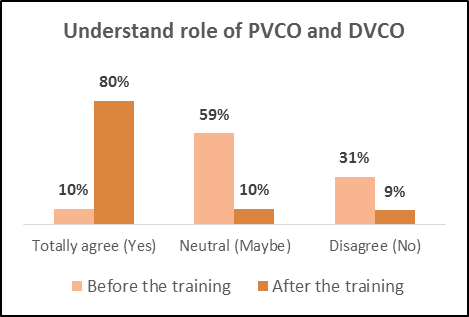 Understand role of PVCO and DVCO
80%
59%
31%
10%
10%
9%
Totally agree (Yes) Neutral (Maybe) Disagree (No)
Before the training After the training